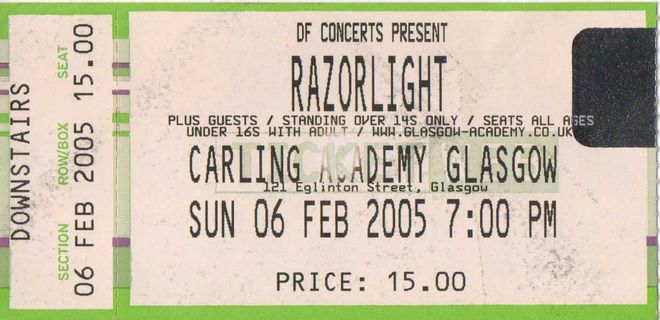 DOWNSTAIRS
SECTION ROW/BOX SEAT
06 FEB 2005 15.00
DF CONCERTS PRESENT
RAZORLIGHT
PLUS GUESTS / STANDING OVER 14S ONLY / SEATS ALL AGES
UNDER 16S WITH ADULT / WWW.GLASGOW-ACADEMY.CO.UK
CARLING ACADEMY GLASGOW
121 Eglinton Street, Glasgow
SUN 06 FEB 2005 7:00 PM
PRICE: 15.00